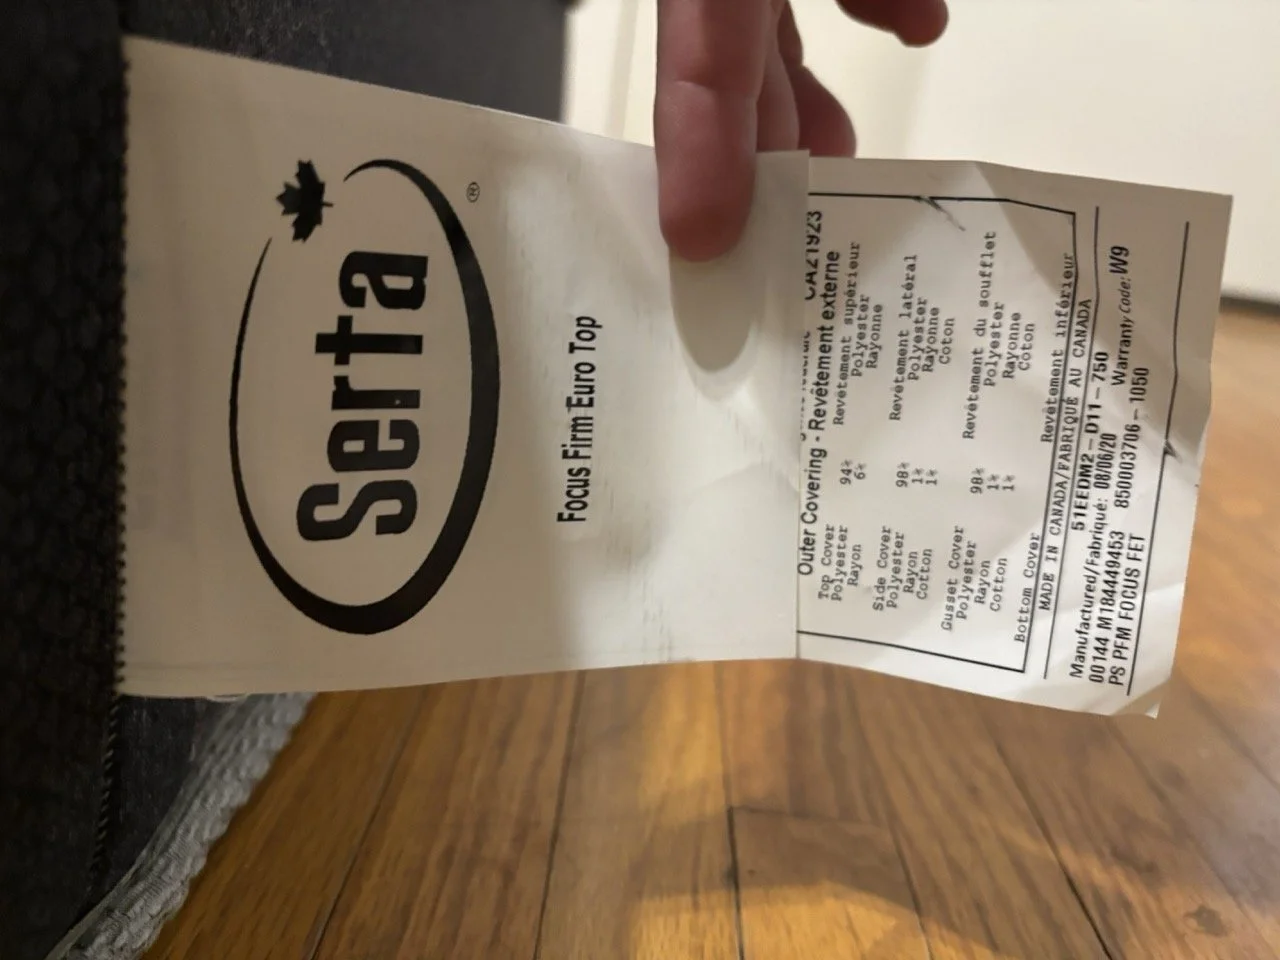 Serta
®
Focus Firm Euro Top
CA21923
Outer Covering - Revêtement externe
Top Cover Revêtement supérieur
Polyester 94% Polyester
Rayon 6% Rayonne
Side Cover Revêtement latéral
Polyester 98% Polyester
Rayon 1% Rayonne
Cotton 1% Coton
Gusset Cover Revêtement du soufflet
Polyester 98% Polyester
Rayon 1% Rayonne
Cotton 1% Coton
Bottom Cover Revêtement inférieur
MADE IN CANADA/FABRIQUÉ AU CANADA
51EEDM2-D11-750
Manufactured/Fabriqué: 08/06/20 Warranty Code: W9
00144 M184449453 850003706-1050
PS PFM FOCUS FET